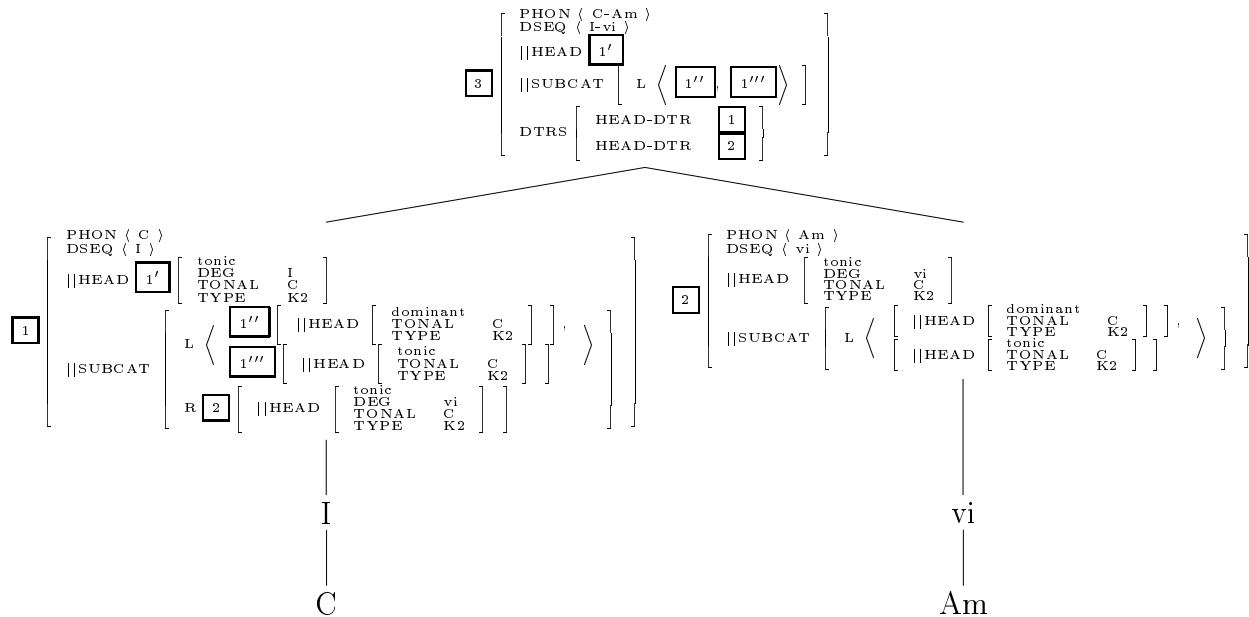 PHON ⟨ C-Am ⟩
DSEQ ⟨ I-vi ⟩
||HEAD 1′
3
||SUBCAT [ L ⟨ 1′′, 1′′′ ⟩ ]
DTRS [ HEAD-DTR 1
HEAD-DTR 2 ]
PHON ⟨ C ⟩
DSEQ ⟨ I ⟩
||HEAD 1′ [ tonic
DEG I
TONAL C
TYPE K2 ]
1
||SUBCAT
L ⟨ 1′′ [ ||HEAD [ dominant
TONAL C
TYPE K2 ] ] ,
1′′′ [ ||HEAD [ tonic
TONAL C
TYPE K2 ] ] ⟩
R 2 [ ||HEAD [ tonic
DEG vi
TONAL C
TYPE K2 ] ]
PHON ⟨ Am ⟩
DSEQ ⟨ vi ⟩
||HEAD [ tonic
DEG vi
TONAL C
TYPE K2 ]
2
||SUBCAT
L ⟨ [ ||HEAD [ dominant
TONAL C
TYPE K2 ] ] ,
[ ||HEAD [ tonic
TONAL C
TYPE K2 ] ] ⟩
I
vi
C
Am